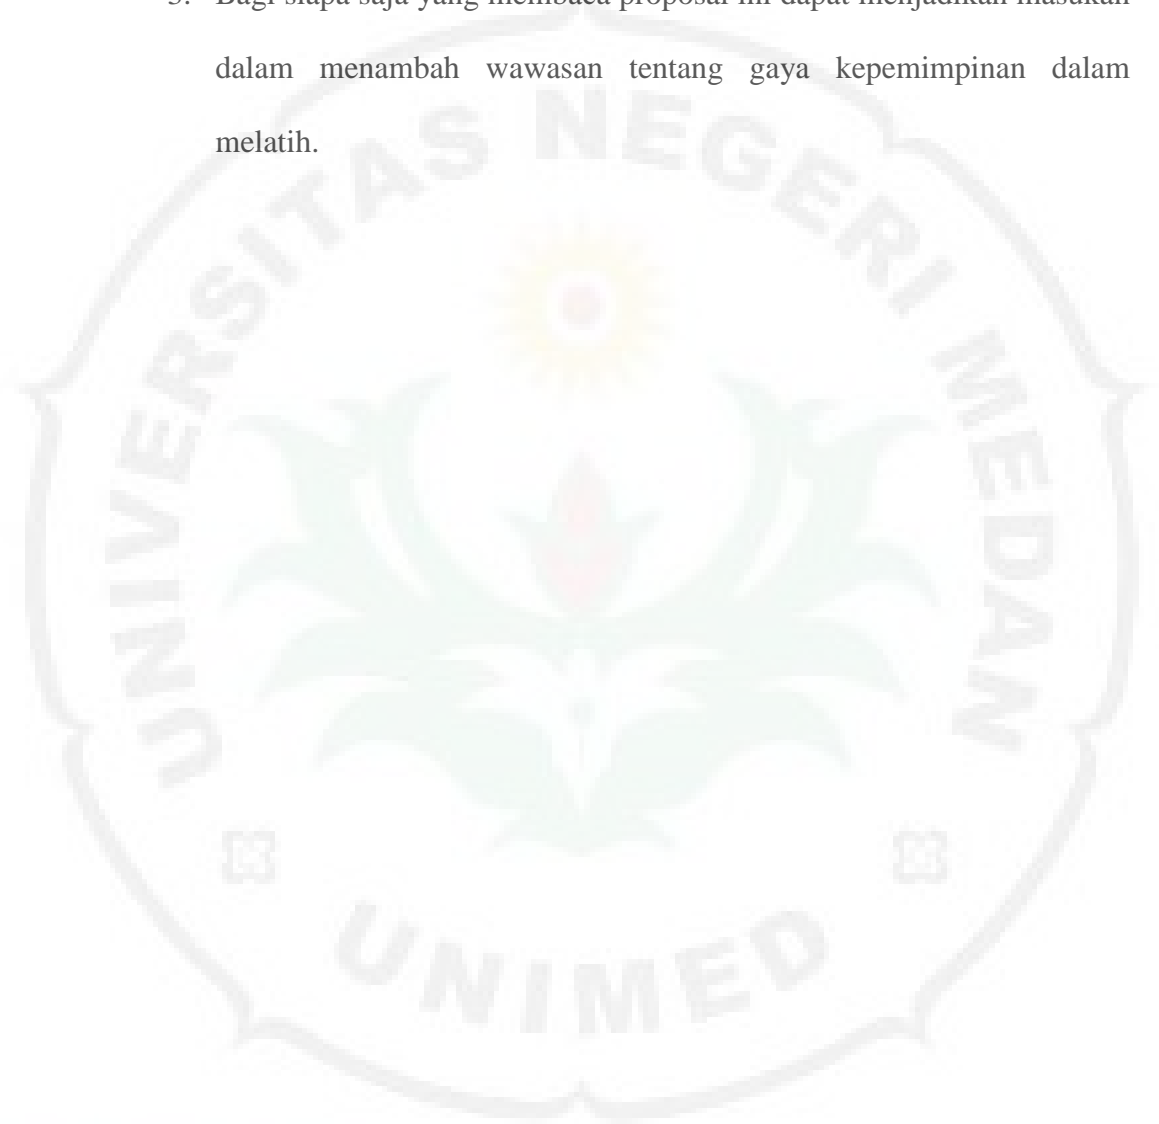 Bagi siapa saja yang membaca proposal ini dapat menjadikan masukan
dalam menambah wawasan tentang gaya kepemimpinan dalam
melatih.
UNIVERSITAS NEGERI MEDAN
UNIMED